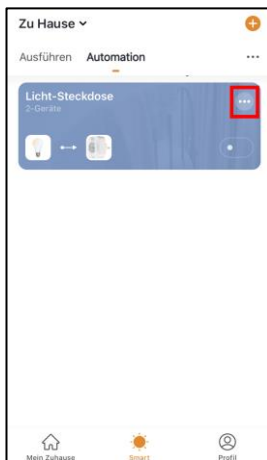 Zu Hause
Ausführen Automation
Licht-Steckdose
2-Geräte
Mein Zuhause Smart Profil